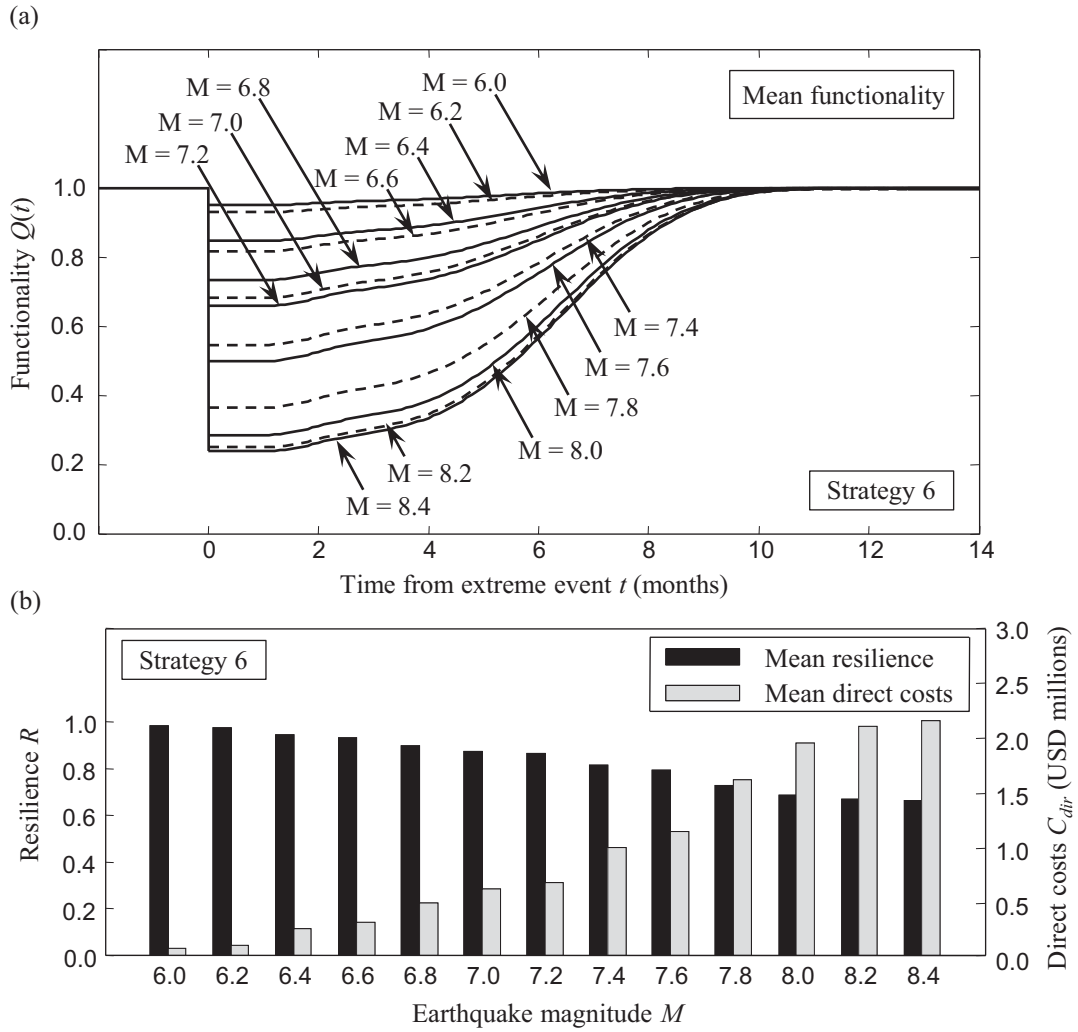 (a)
M = 6.8
M = 6.0
M = 7.0
M = 6.2
M = 7.2
M = 6.4
M = 6.6
Mean functionality
1.0
0.8
0.6
0.4
0.2
0.0
Functionality Q(t)
M = 7.4
M = 7.6
M = 7.8
M = 8.0
M = 8.2
M = 8.4
Strategy 6
0 2 4 6 8 10 12 14
Time from extreme event t (months)
(b)
Strategy 6
Mean resilience
Mean direct costs
1.0
0.8
0.6
0.4
0.2
0.0
Resilience R
3.0
2.5
2.0
1.5
1.0
0.5
0.0
Direct costs Cdir (USD millions)
6.0 6.2 6.4 6.6 6.8 7.0 7.2 7.4 7.6 7.8 8.0 8.2 8.4
Earthquake magnitude M